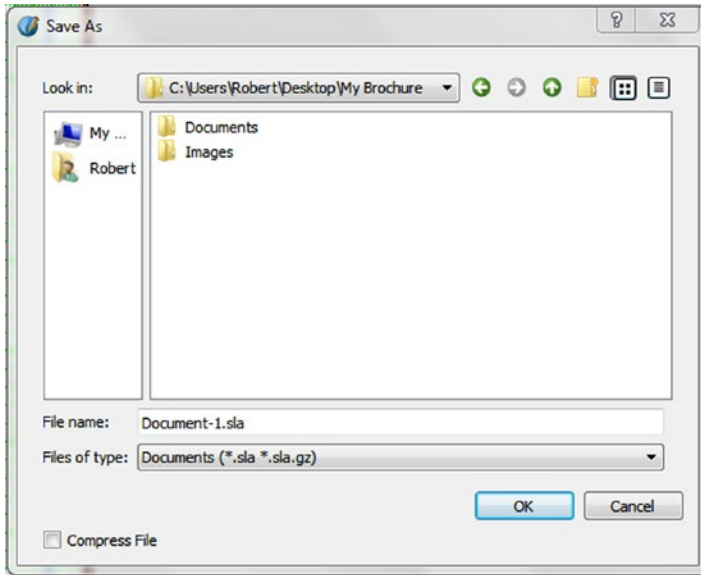 Save As
Look in: C:\Users\Robert\Desktop\My Brochure
My ...
Robert
Documents
Images
File name: Document-1.sla
Files of type: Documents (*.sla *.sla.gz)
OK Cancel
Compress File